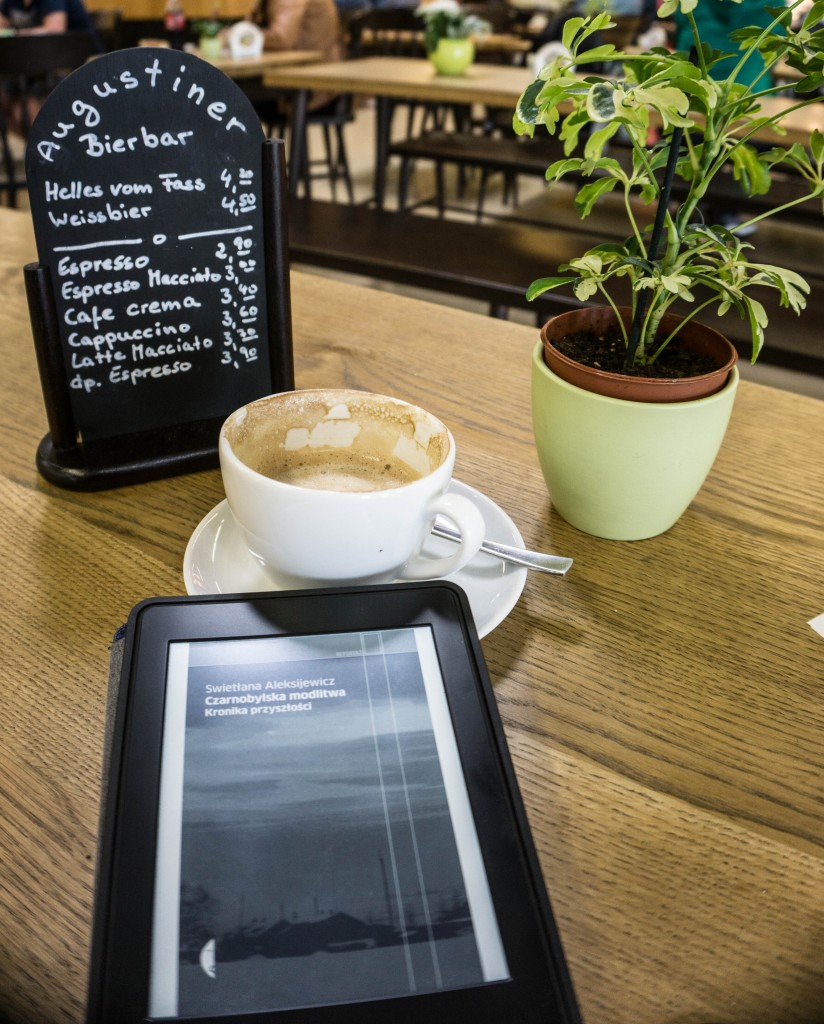 Augustiner
Bierbar
Helles vom Fass 4,20
Weissbier 4,50
o
Espresso 2,90
Espresso Macciato 3,00
Cafe crema 3,40
Cappuccino 3,60
Latte Macciato 3,20
dp. Espresso 3,90
Swietłana Aleksijewicz
Czarnobylska modlitwa
Kronika przyszłości